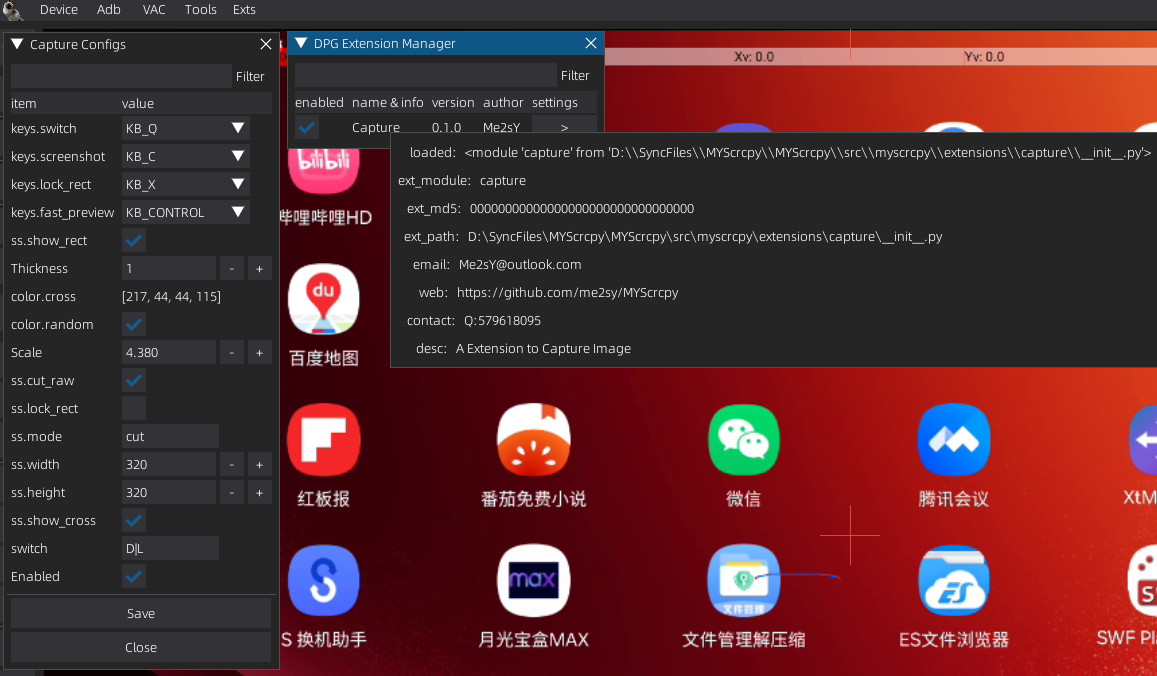 Device Adb VAC Tools Exts
Capture Configs
Filter
item value
keys.switch KB_Q
keys.screenshot KB_C
keys.lock_rect KB_X
keys.fast_preview KB_CONTROL
ss.show_rect
Thickness 1 - +
color.cross [217, 44, 44, 115]
color.random
Scale 4.380 - +
ss.cut_raw
ss.lock_rect
ss.mode cut
ss.width 320 - +
ss.height 320 - +
ss.show_cross
switch D|L
Enabled
Save
Close
DPG Extension Manager
Filter
enabled name & info version author settings
Capture 0.1.0 Me2sY >
Xv: 0.0 Yv: 0.0
loaded: <module 'capture' from 'D:\\SyncFiles\\MYScrcpy\\MYScrcpy\\src\\myscrcpy\\extensions\\capture\\__init__.py'>
ext_module: capture
ext_md5: 00000000000000000000000000000000
ext_path: D:\SyncFiles\MYScrcpy\MYScrcpy\src\myscrcpy\extensions\capture\__init__.py
email: Me2sY@outlook.com
web: https://github.com/me2sy/MYScrcpy
contact: Q:579618095
desc: A Extension to Capture Image
bilibili
哔哩哔哩HD
du
百度地图
红板报 番茄免费小说 微信 腾讯会议 XtM
max 文件管理 ES S
S 换机助手 月光宝盒MAX 文件管理解压缩 ES文件浏览器 SWF Pla